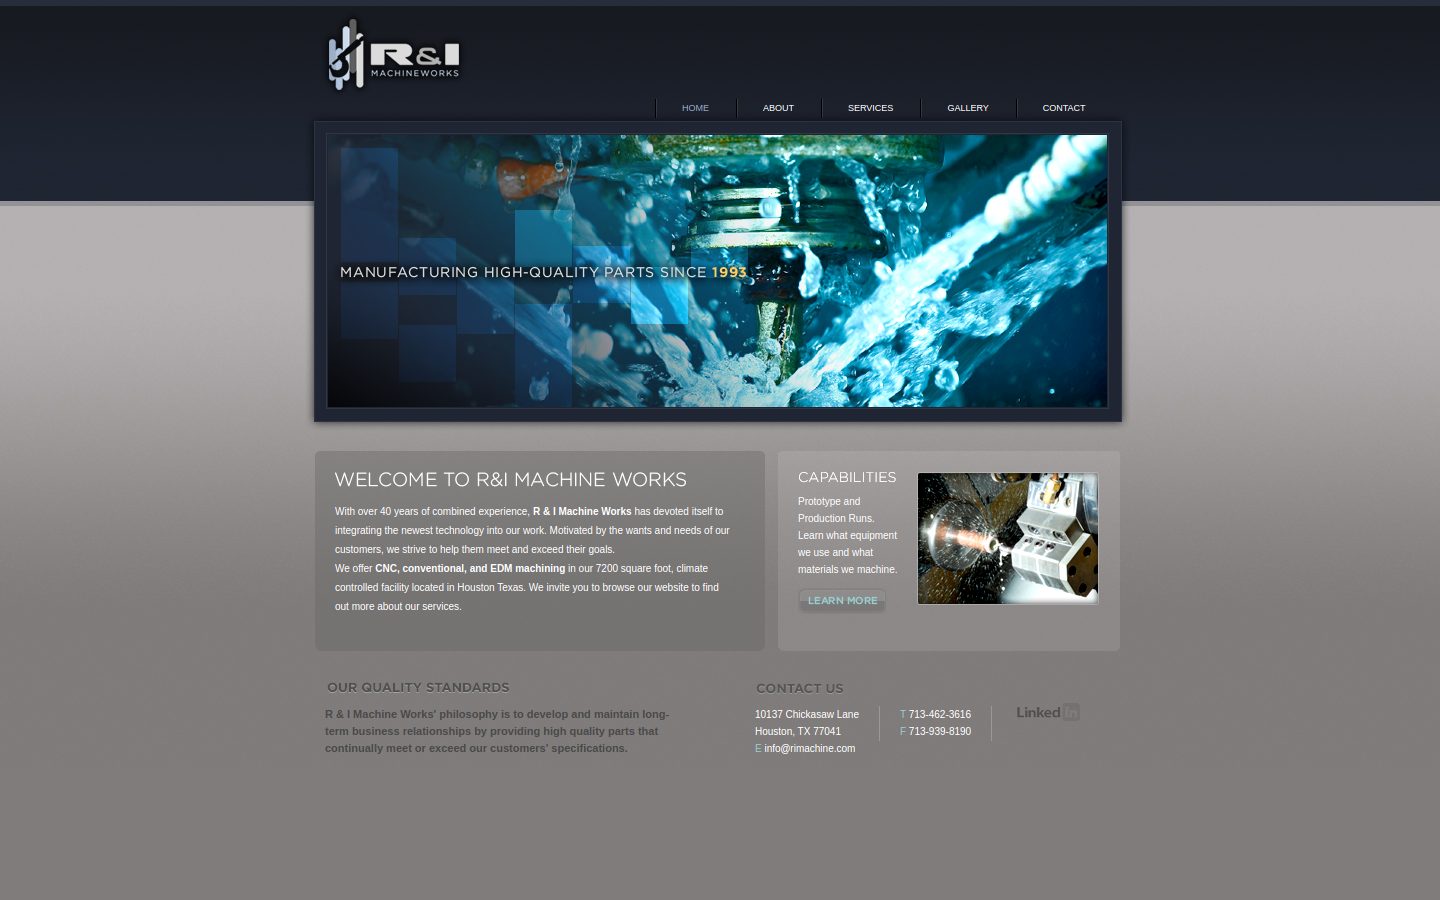 R&I
MACHINEWORKS
HOME
ABOUT
SERVICES
GALLERY
CONTACT
MANUFACTURING HIGH-QUALITY PARTS SINCE 1993
WELCOME TO R&I MACHINE WORKS
With over 40 years of combined experience, R & I Machine Works has devoted itself to
integrating the newest technology into our work. Motivated by the wants and needs of our
customers, we strive to help them meet and exceed their goals.
We offer CNC, conventional, and EDM machining in our 7200 square foot, climate
controlled facility located in Houston Texas. We invite you to browse our website to find
out more about our services.
CAPABILITIES
Prototype and
Production Runs.
Learn what equipment
we use and what
materials we machine.
LEARN MORE
OUR QUALITY STANDARDS
R & I Machine Works' philosophy is to develop and maintain long-
term business relationships by providing high quality parts that
continually meet or exceed our customers' specifications.
CONTACT US
10137 Chickasaw Lane
Houston, TX 77041
E info@rimachine.com
T 713-462-3616
F 713-939-8190
Linked in